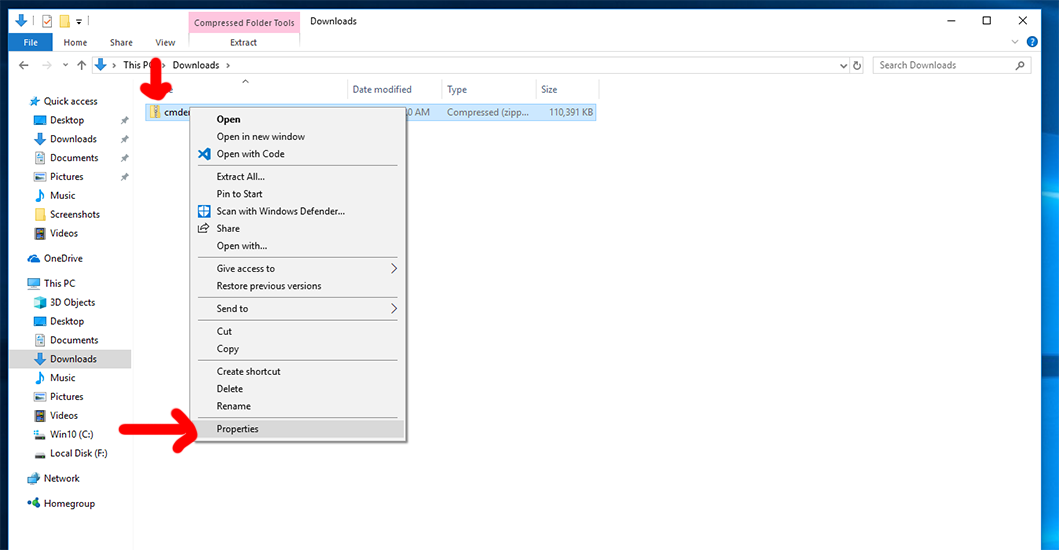 Compressed Folder Tools
Downloads
File
Home
Share
View
Extract
This PC
Downloads
Search Downloads
Date modified
Type
Size
AM
Compressed (zipp...
110,391 KB
Quick access
Desktop
Downloads
Documents
Pictures
Music
Screenshots
Videos
OneDrive
This PC
3D Objects
Desktop
Documents
Downloads
Music
Pictures
Videos
Win10 (C:)
Local Disk (F:)
Network
Homegroup
Open
Open in new window
Open with Code
Extract All...
Pin to Start
Scan with Windows Defender...
Share
Open with...
Give access to
Restore previous versions
Send to
Cut
Copy
Create shortcut
Delete
Rename
Properties